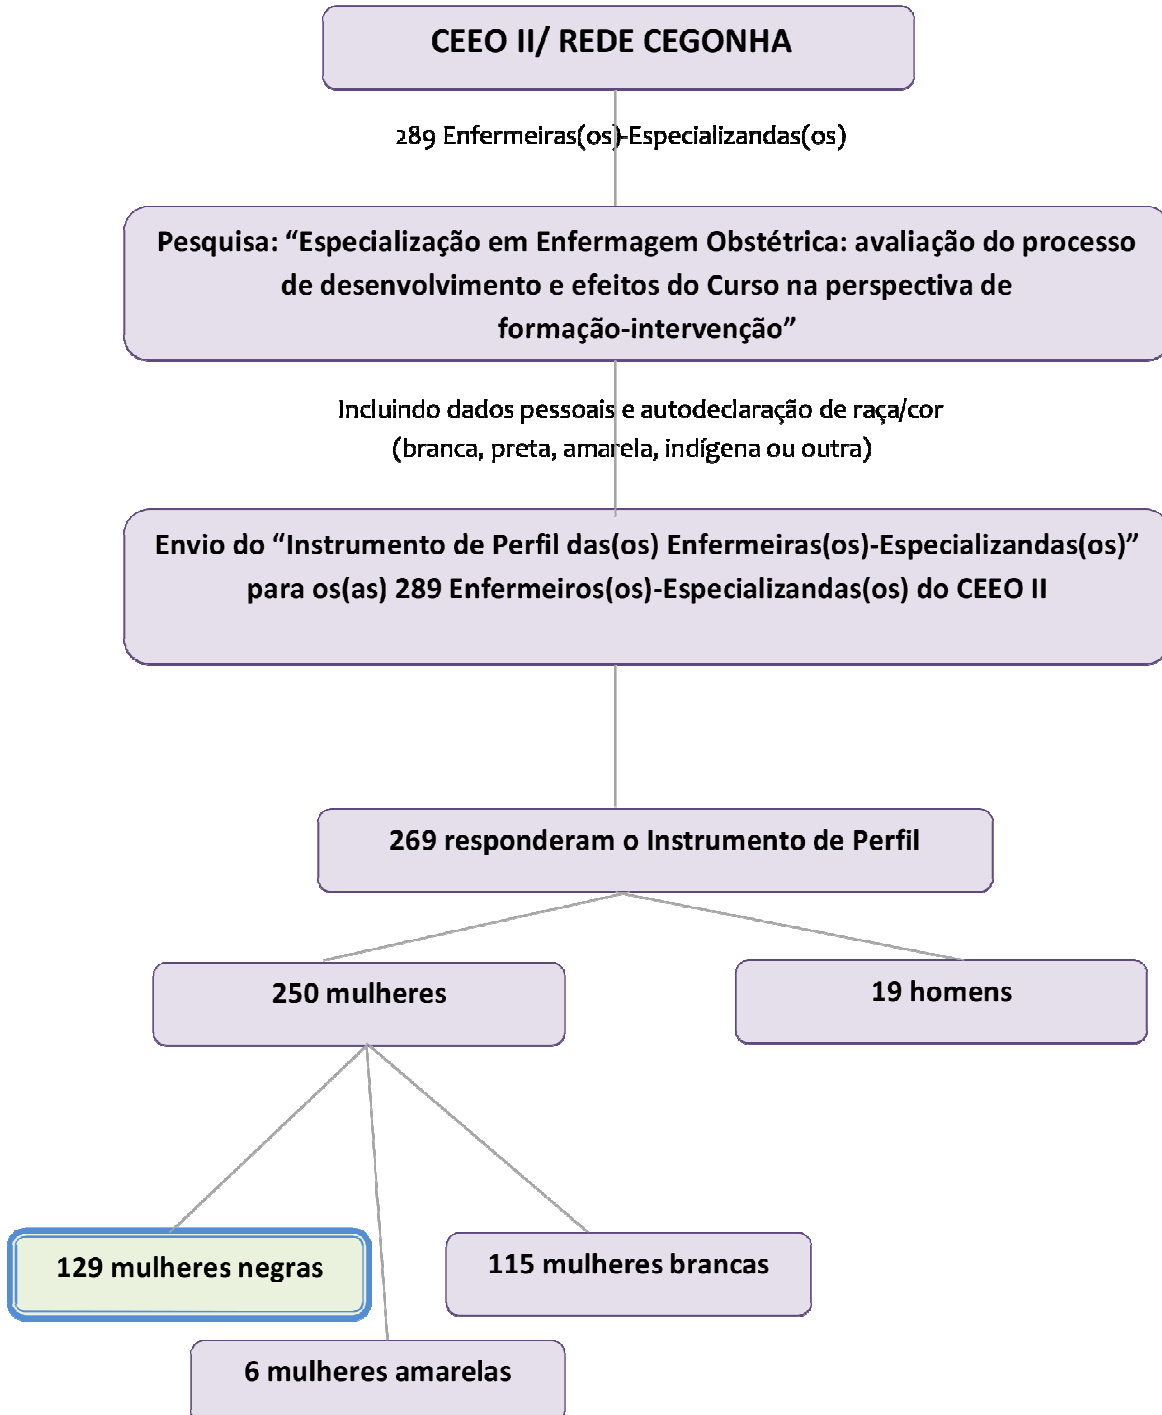 CEEO II/ REDE CEGONHA
289 Enfermeiras(os)-Especializandas(os)
Pesquisa: “Especialização em Enfermagem Obstétrica: avaliação do processo
de desenvolvimento e efeitos do Curso na perspectiva de
formação-intervenção”
Incluindo dados pessoais e autodeclaração de raça/cor
(branca, preta, amarela, indígena ou outra)
Envio do “Instrumento de Perfil das(os) Enfermeiras(os)-Especializandas(os)”
para os(as) 289 Enfermeiros(os)-Especializandas(os) do CEEO II
269 responderam o Instrumento de Perfil
250 mulheres
19 homens
129 mulheres negras
115 mulheres brancas
6 mulheres amarelas